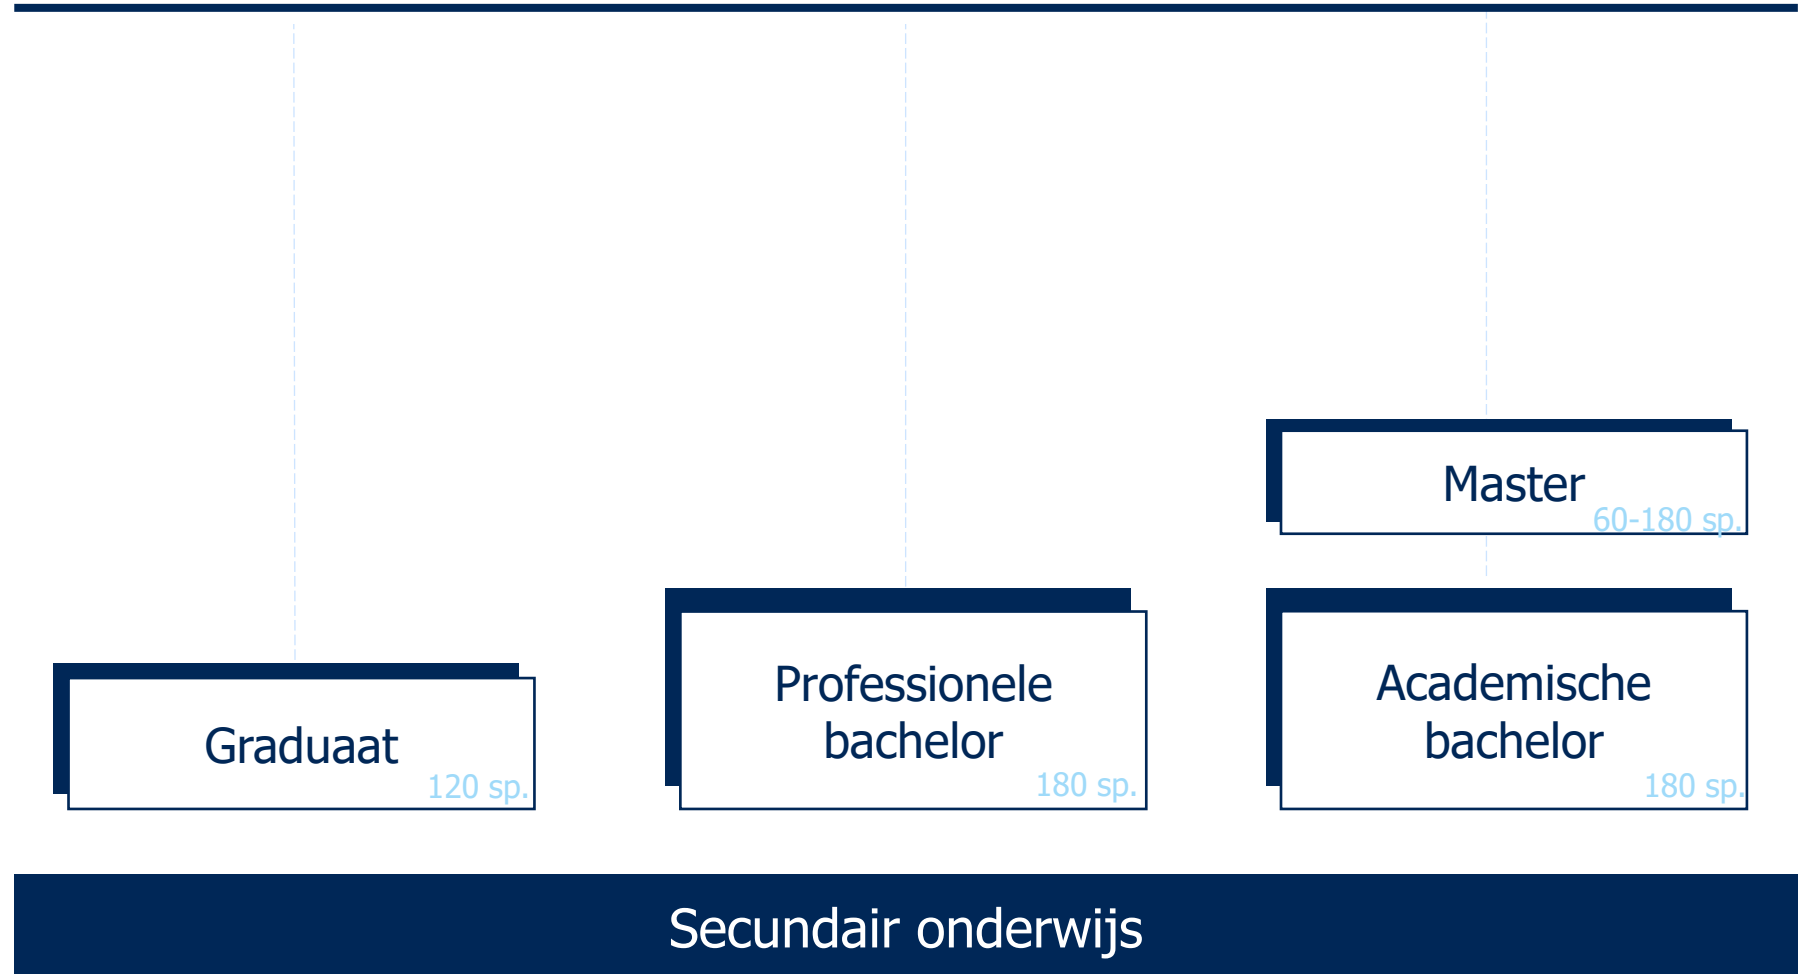 Master
60-180 sp.
Professionele
bachelor
180 sp.
Academische
bachelor
180 sp.
Graduaat
120 sp.
Secundair onderwijs